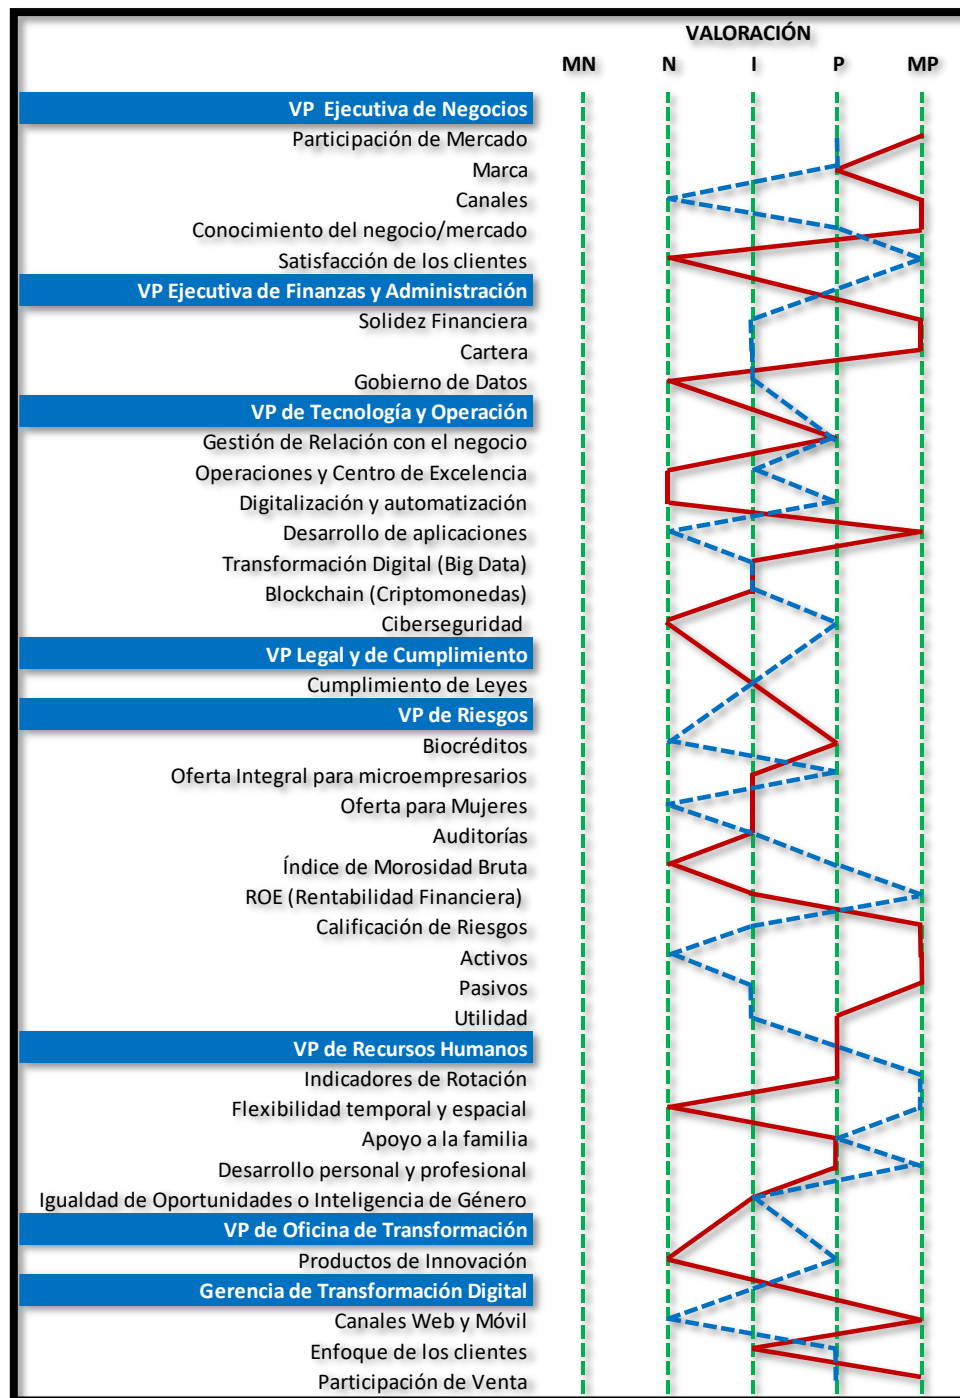 VALORACIÓN
MN N I P MP
VP Ejecutiva de Negocios
Participación de Mercado
Marca
Canales
Conocimiento del negocio/mercado
Satisfacción de los clientes
VP Ejecutiva de Finanzas y Administración
Solidez Financiera
Cartera
Gobierno de Datos
VP de Tecnología y Operación
Gestión de Relación con el negocio
Operaciones y Centro de Excelencia
Digitalización y automatización
Desarrollo de aplicaciones
Transformación Digital (Big Data)
Blockchain (Criptomonedas)
Ciberseguridad
VP Legal y de Cumplimiento
Cumplimiento de Leyes
VP de Riesgos
Biocréditos
Oferta Integral para microempresarios
Oferta para Mujeres
Auditorías
Índice de Morosidad Bruta
ROE (Rentabilidad Financiera)
Calificación de Riesgos
Activos
Pasivos
Utilidad
VP de Recursos Humanos
Indicadores de Rotación
Flexibilidad temporal y espacial
Apoyo a la familia
Desarrollo personal y profesional
Igualdad de Oportunidades o Inteligencia de Género
VP de Oficina de Transformación
Productos de Innovación
Gerencia de Transformación Digital
Canales Web y Móvil
Enfoque de los clientes
Participación de Venta